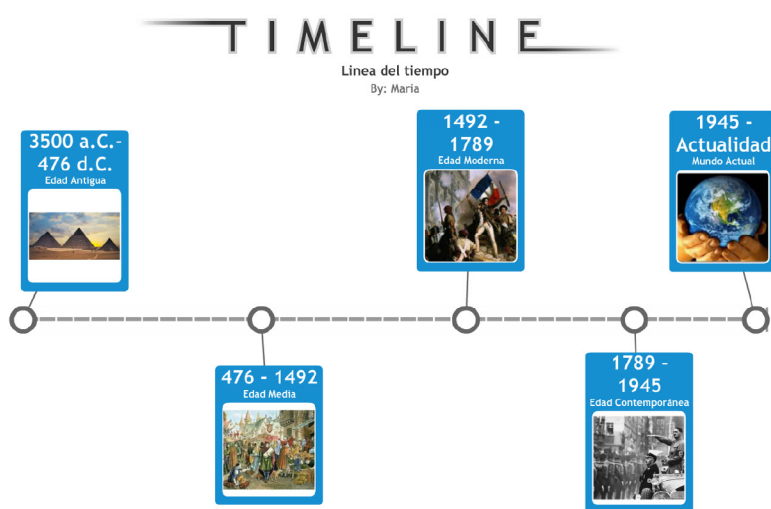 TIMELINE
Linea del tiempo
By: Maria
3500 a.C.-
476 d.C.
Edad Antigua
476 - 1492
Edad Media
1492 -
1789
Edad Moderna
1789 -
1945
Edad Contemporánea
1945 -
Actualidad
Mundo Actual